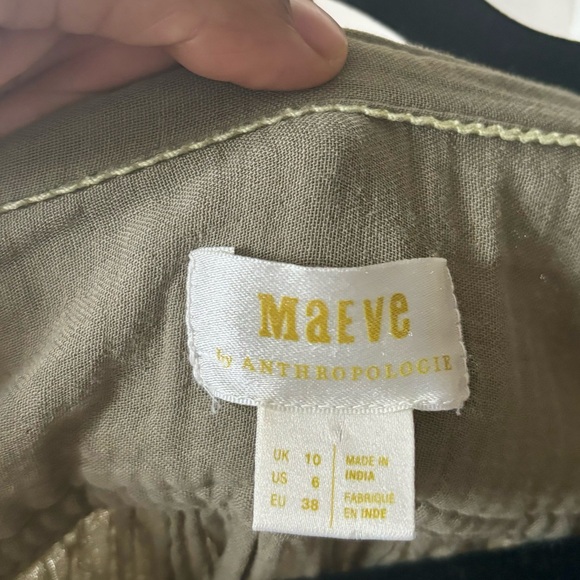 MaEVe
by ANTHROPOLOGIE
UK 10
US 6
EU 38
MADE IN
INDIA
FABRIQUÉ
EN INDE